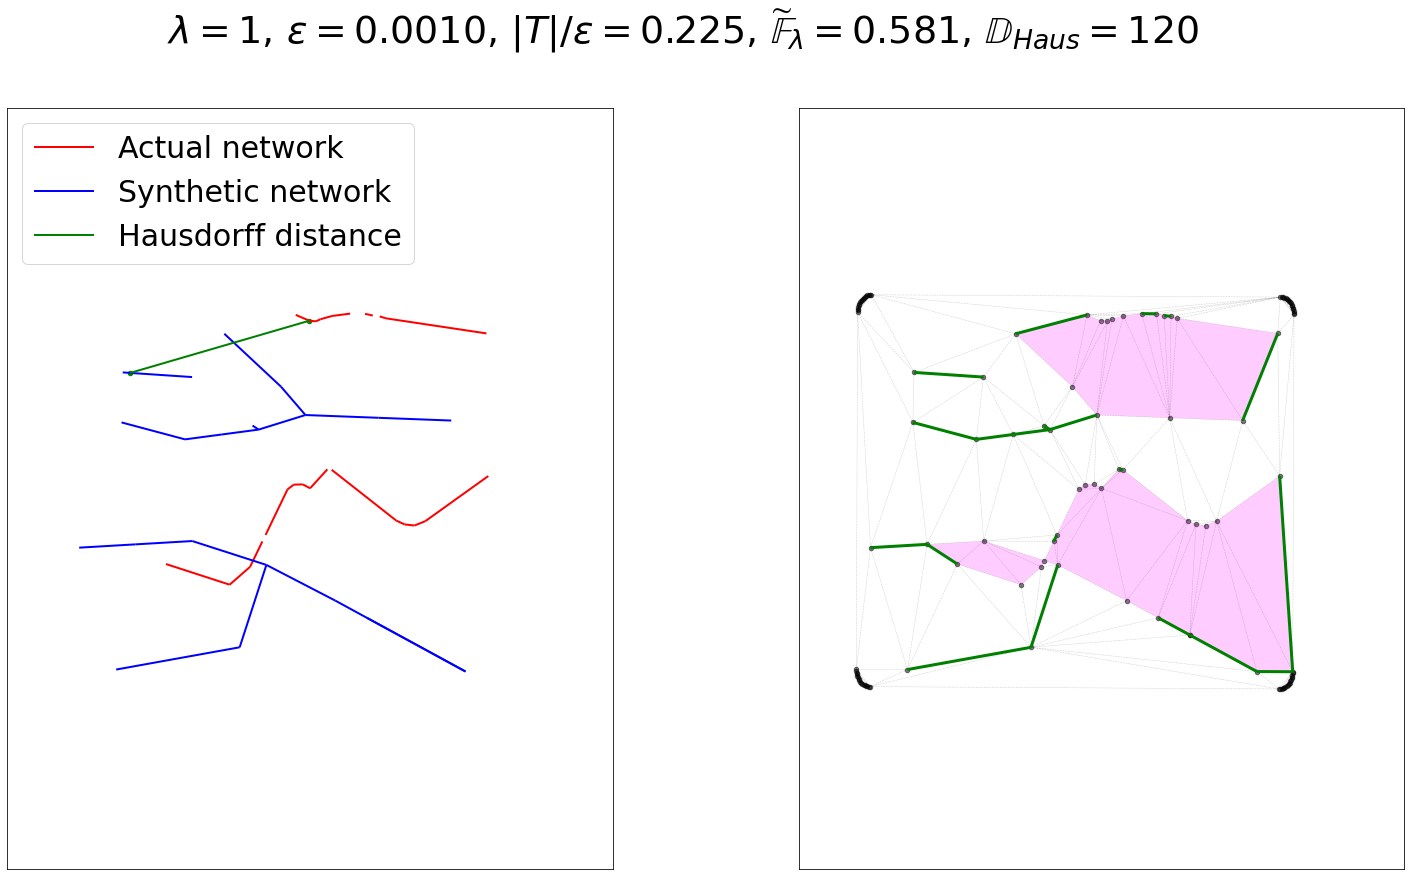 λ = 1, ε = 0.0010, |T|/ε = 0.225, 𝔽̃_λ = 0.581, 𝔻_Haus = 120
Actual network
Synthetic network
Hausdorff distance